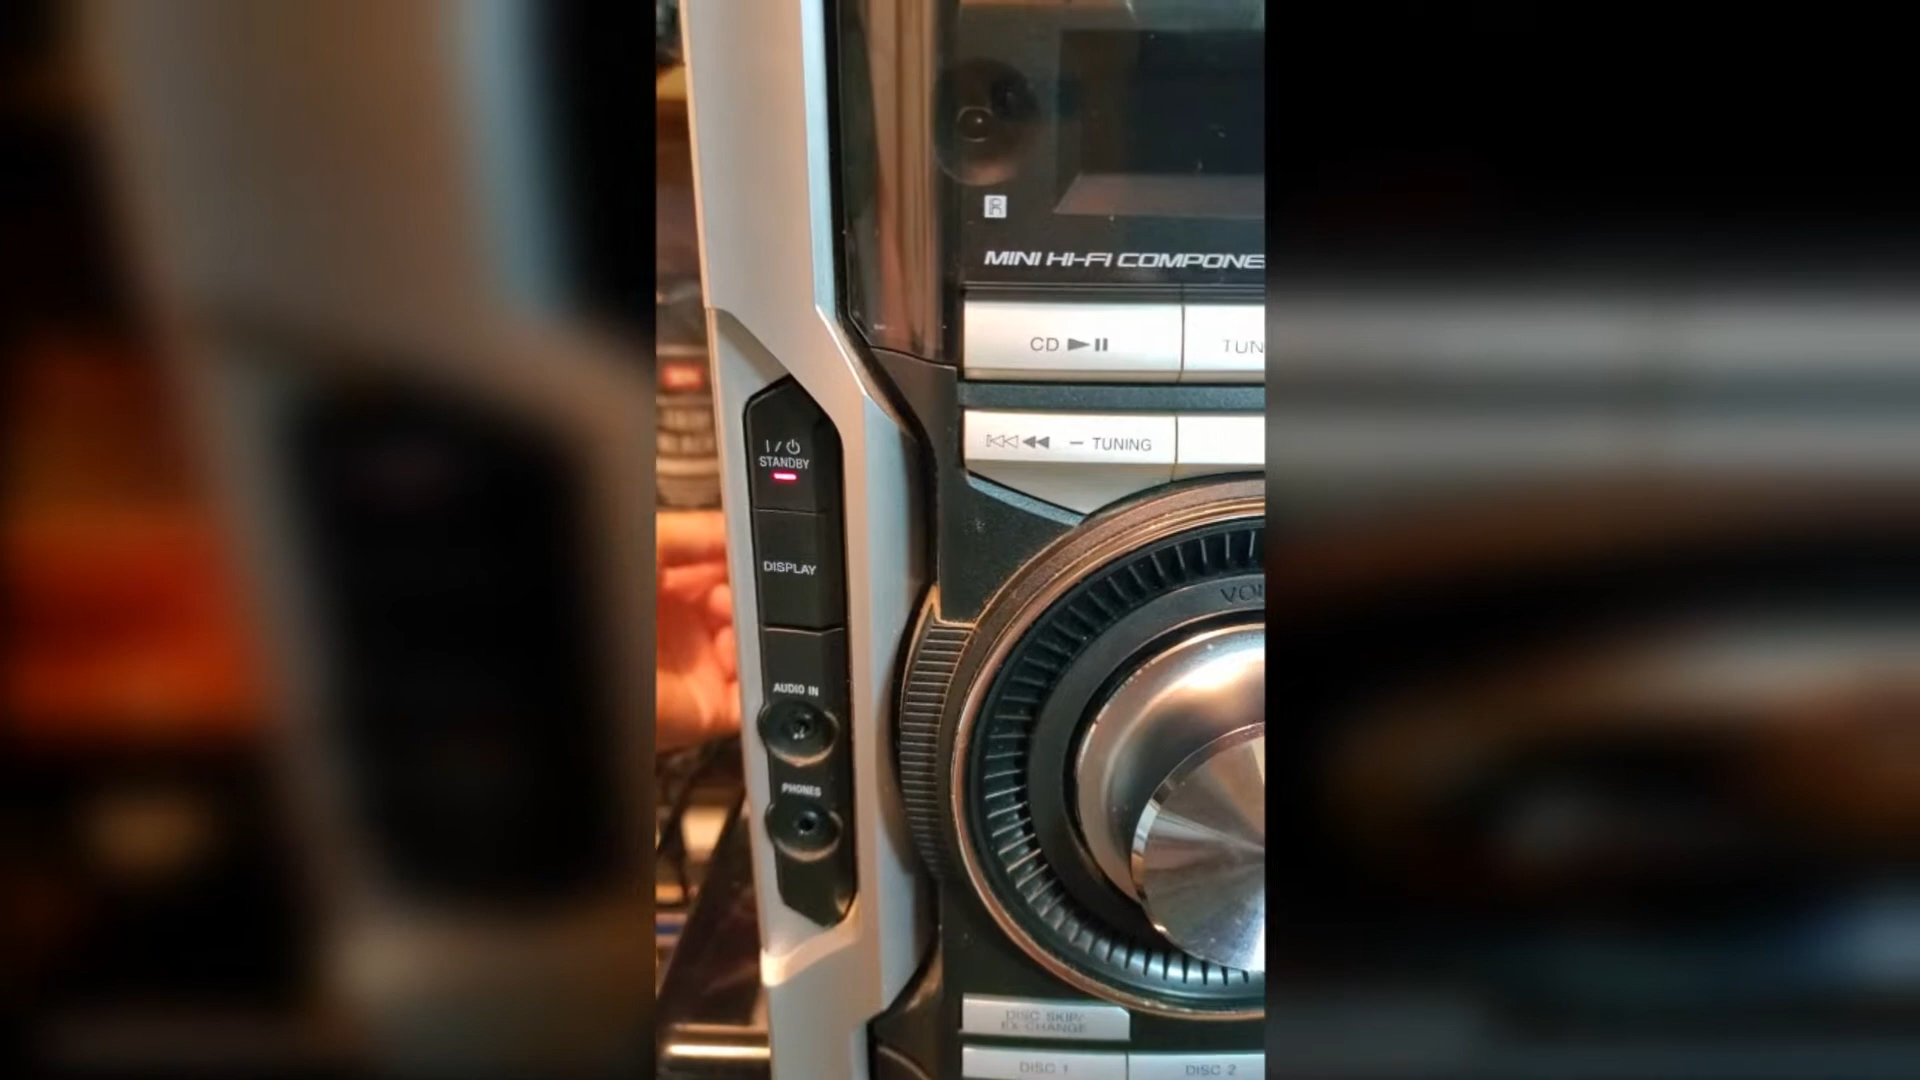 R
MINI HI-FI COMPONE
CD
TUN
I / STANDBY
– TUNING
DISPLAY
VOL
AUDIO IN
PHONES
DISC SKIP/
EX-CHANGE
DISC 1
DISC 2